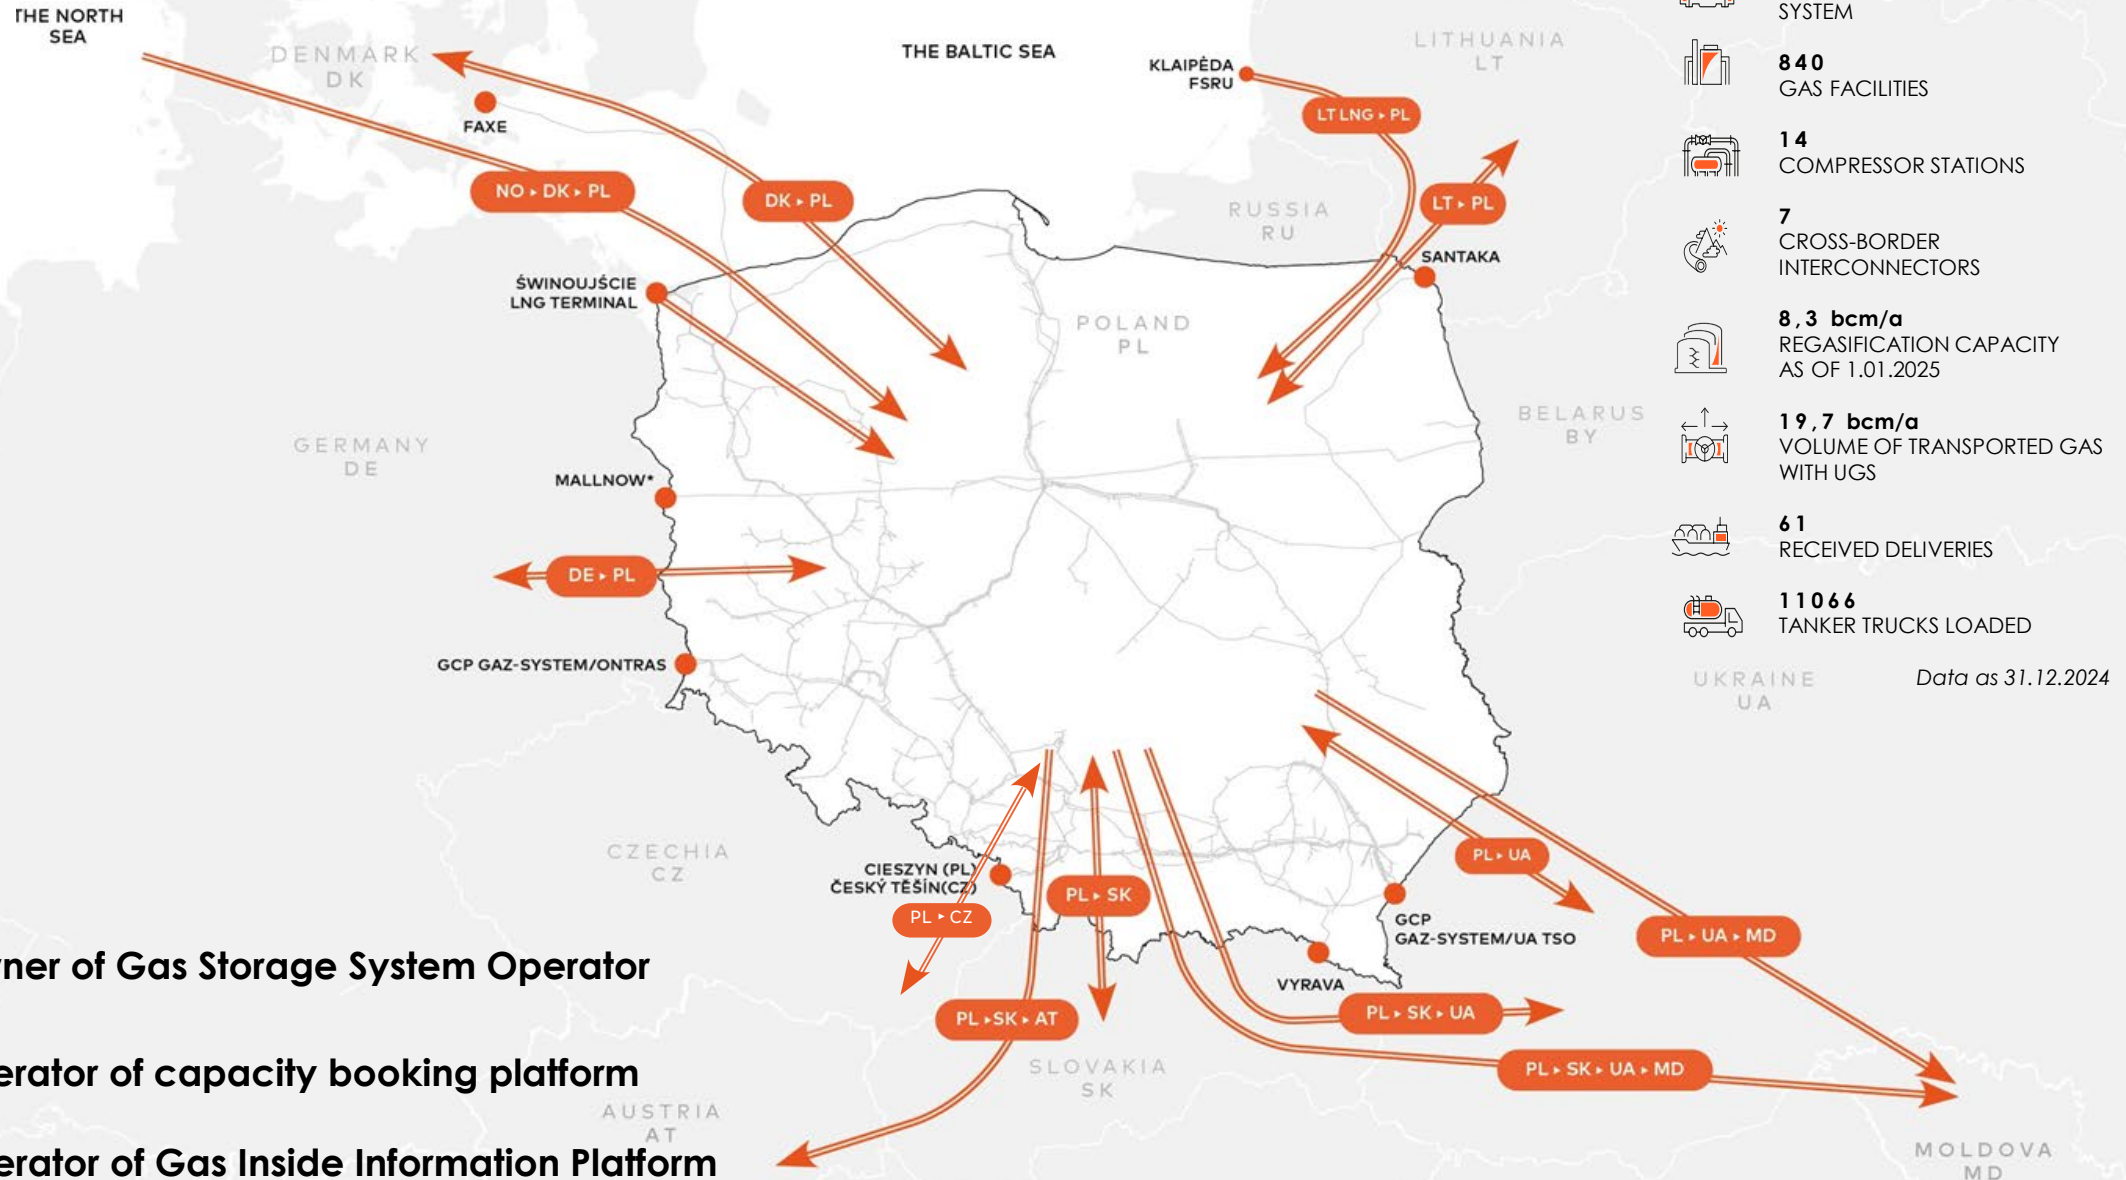 THE NORTH
SEA
DENMARK
DK
FAXE
THE BALTIC SEA
KLAIPĖDA
FSRU
LITHUANIA
LT
LT LNG ▸ PL
NO ▸ DK ▸ PL
DK ▸ PL
LT ▸ PL
RUSSIA
RU
SANTAKA
ŚWINOUJŚCIE
LNG TERMINAL
POLAND
PL
GERMANY
DE
BELARUS
BY
MALLNOW*
DE ▸ PL
GCP GAZ-SYSTEM/ONTRAS
UKRAINE
UA
CZECHIA
CZ
CIESZYN (PL)
ČESKÝ TĚŠÍN(CZ)
PL ▸ CZ
PL ▸ SK
PL ▸ UA
GCP
GAZ-SYSTEM/UA TSO
PL ▸ UA ▸ MD
VYRAVA
PL ▸ SK ▸ AT
PL ▸ SK ▸ UA
PL ▸ SK ▸ UA ▸ MD
SLOVAKIA
SK
AUSTRIA
AT
MOLDOVA
MD
SYSTEM
840
GAS FACILITIES
14
COMPRESSOR STATIONS
7
CROSS-BORDER
INTERCONNECTORS
8,3 bcm/a
REGASIFICATION CAPACITY
AS OF 1.01.2025
19,7 bcm/a
VOLUME OF TRANSPORTED GAS
WITH UGS
61
RECEIVED DELIVERIES
11066
TANKER TRUCKS LOADED
Data as 31.12.2024
of Gas Storage System Operator
of capacity booking platform
of Gas Inside Information Platform